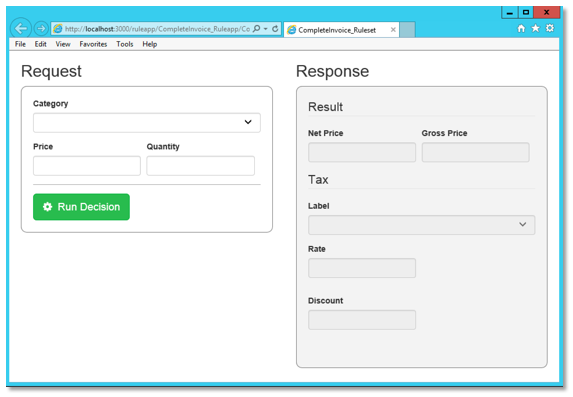 http://localhost:3000/ruleapp/CompleteInvoice_Ruleapp/Co
CompleteInvoice_Ruleset
File Edit View Favorites Tools Help
Request
Response
Category
Price Quantity
Run Decision
Result
Net Price Gross Price
Tax
Label
Rate
Discount